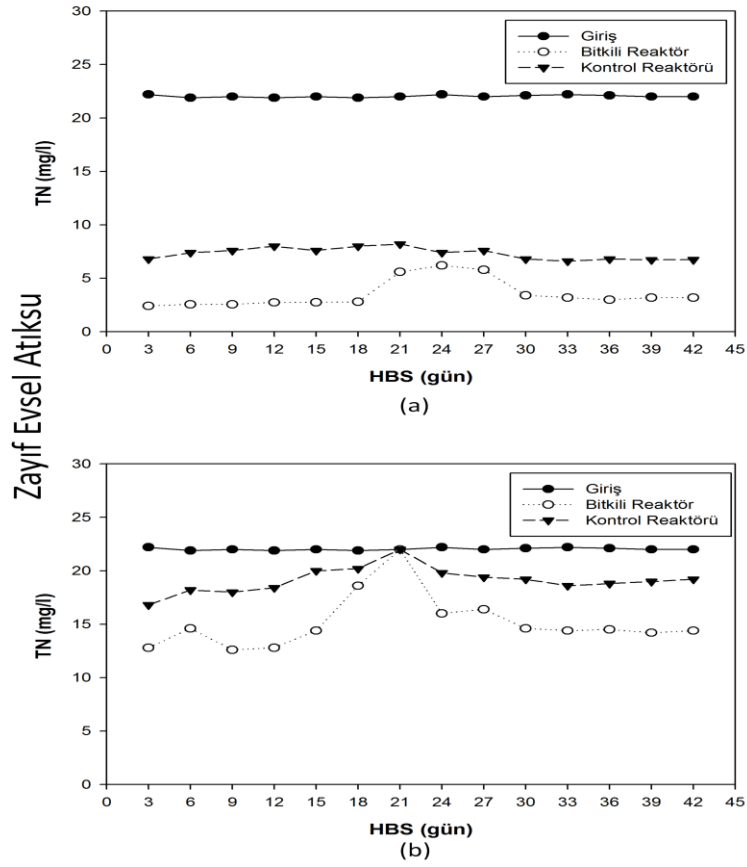 Zayıf Evsel Atıksu
30
25
20
15
10
5
0
TN (mg/l)
Giriş
Bitkili Reaktör
Kontrol Reaktörü
0 3 6 9 12 15 18 21 24 27 30 33 36 39 42 45
HBS (gün)
(a)
30
25
20
15
10
5
0
TN (mg/l)
Giriş
Bitkili Reaktör
Kontrol Reaktörü
0 3 6 9 12 15 18 21 24 27 30 33 36 39 42 45
HBS (gün)
(b)